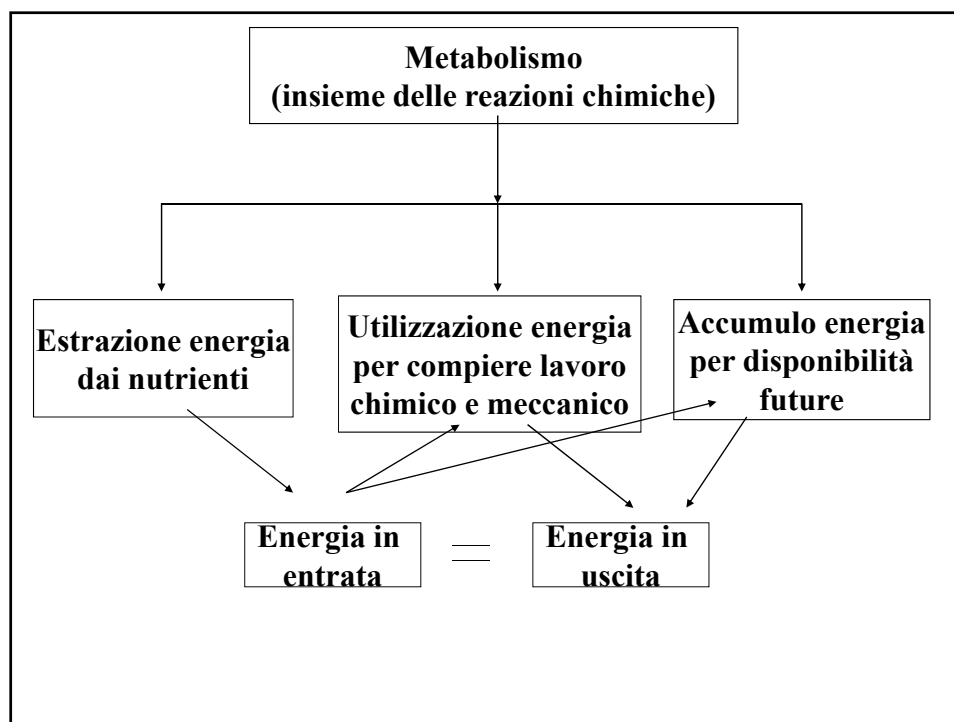 Metabolismo
(insieme delle reazioni chimiche)
Estrazione energia
dai nutrienti
Utilizzazione energia
per compiere lavoro
chimico e meccanico
Accumulo energia
per disponibilità
future
Energia in
entrata
=
Energia in
uscita